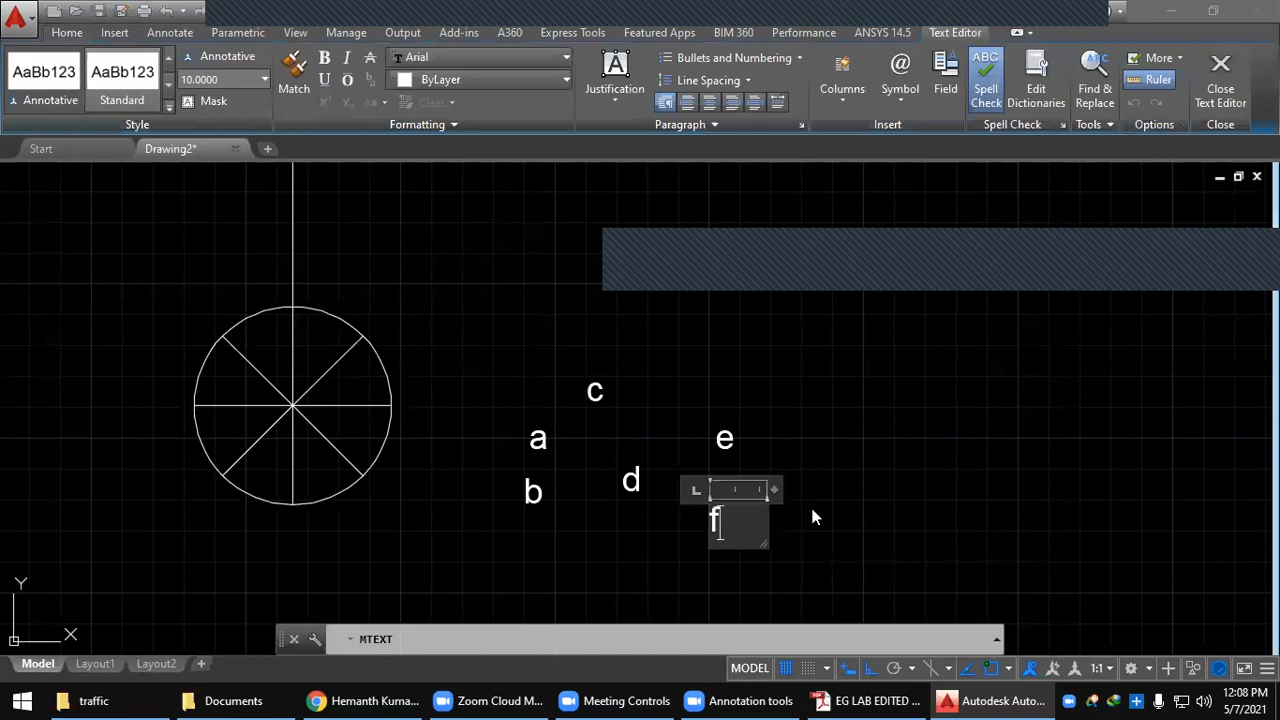 Home Insert Annotate Parametric View Manage Output Add-ins A360 Express Tools Featured Apps BIM 360 Performance ANSYS 14.5 Text Editor
AaBb123 AaBb123 Annotative
Annotative Standard
10.0000
Mask
Style
Match
B I A
U O
Arial
ByLayer
Clear
Formatting
Justification
Bullets and Numbering
Line Spacing
Paragraph
Columns
Symbol
Field
Insert
ABC
Spell Check
Edit Dictionaries
Spell Check
Find & Replace
Tools
More
Ruler
Options
Close Text Editor
Close
Start Drawing2*
c
a e
d
b
f
Y
X
MTEXT
Model Layout1 Layout2
MODEL 1:1
traffic Document Hemanth Kuma... Zoom Cloud M... Meeting Controls Annotation tools EG LAB EDITED ... Autodesk Auto...
12:08 PM
5/7/2021